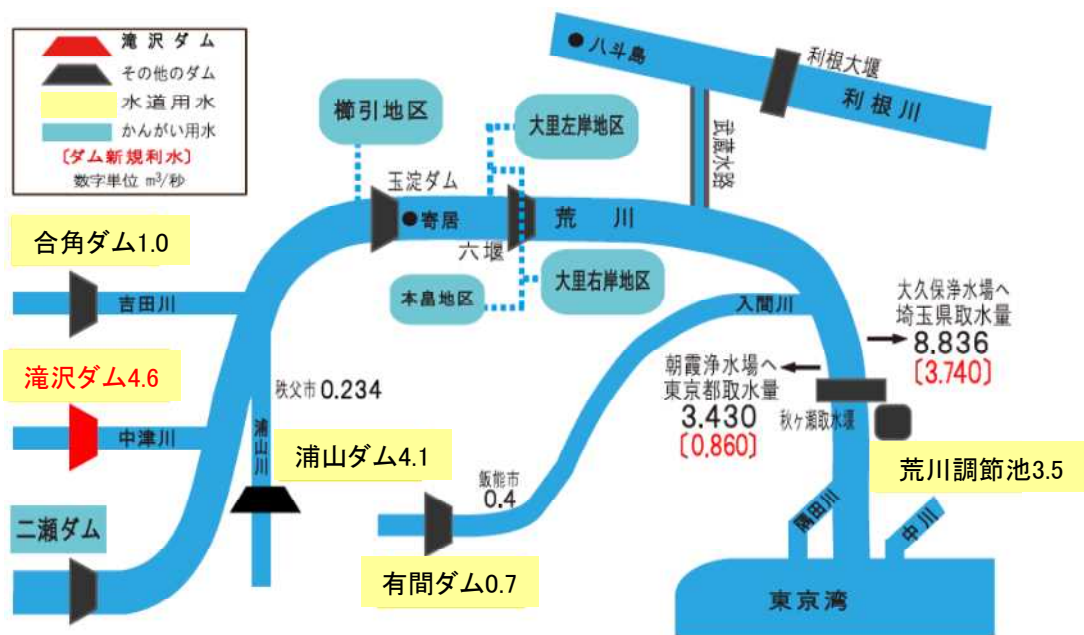 滝沢ダム
その他のダム
水道用水
かんがい用水
〔ダム新規利水〕
数字単位 m³/秒
八斗島
利根大堰
利根川
武蔵水路
櫛引地区
大里左岸地区
玉淀ダム
寄居
六堰
荒川
本畠地区
大里右岸地区
合角ダム1.0
吉田川
滝沢ダム4.6
中津川
秩父市 0.234
浦山川
浦山ダム4.1
二瀬ダム
飯能市
0.4
有間ダム0.7
入間川
大久保浄水場へ
埼玉県取水量
8.836
〔3.740〕
朝霞浄水場へ
東京都取水量
3.430
〔0.860〕
秋ヶ瀬取水堰
荒川調節池3.5
隅田川
中川
東京湾